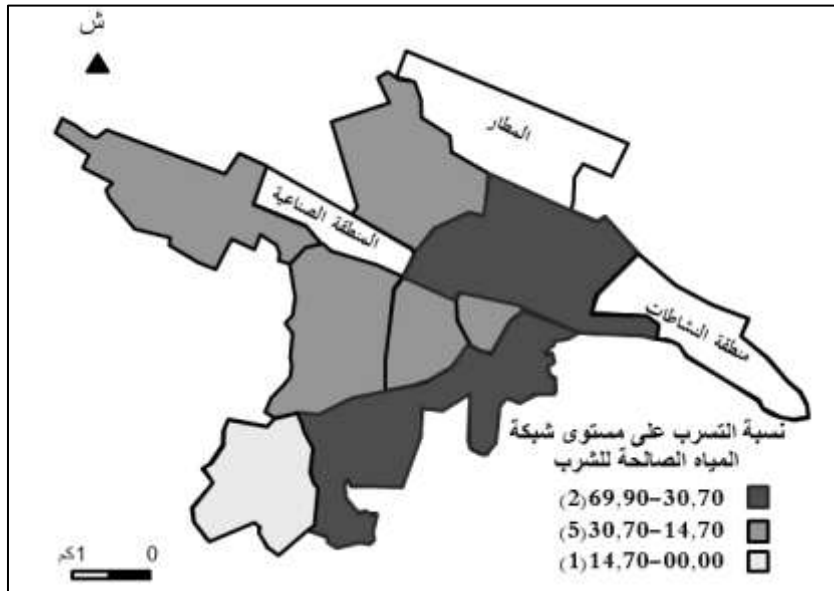 ش
المطار
المنطقة الصناعية
منطقة النشاطات
نسبة التسرب على مستوى شبكة
المياه الصالحة للشرب
69,90-30,70(2)
30,70-14,70(5)
14,70-00,00(1)
1كم 0